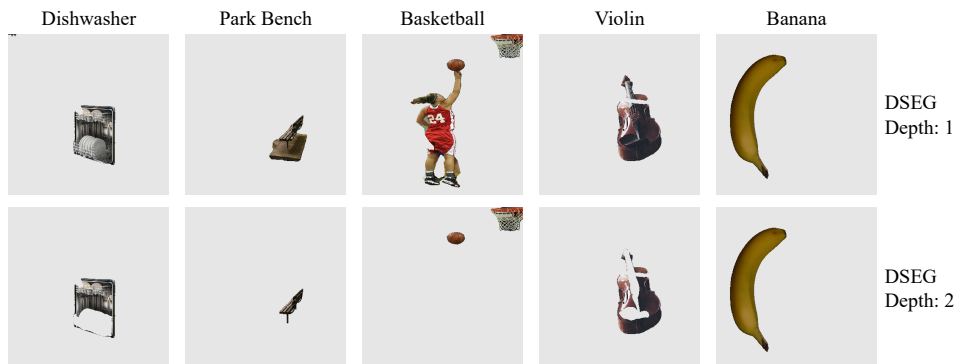 Dishwasher
Park Bench
Basketball
Violin
Banana
24
DSEG
Depth: 1
DSEG
Depth: 2